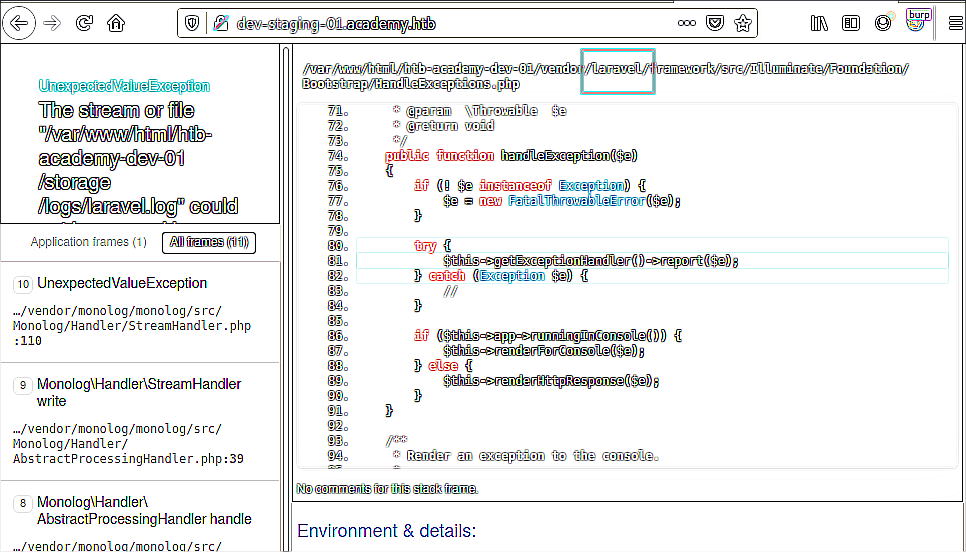 dev-staging-01.academy.htb
burp
UnexpectedValueException
The stream or file
"/var/www/html/htb-
academy-dev-01
/storage
/logs/laravel.log" could
Application frames (1)
All frames (11)
10 UnexpectedValueException
…/vendor/monolog/monolog/src/
Monolog/Handler/StreamHandler.php
:110
9 Monolog\Handler\StreamHandler
write
…/vendor/monolog/monolog/src/
Monolog/Handler/
AbstractProcessingHandler.php:39
8 Monolog\Handler\
AbstractProcessingHandler handle
…/vendor/monolog/monolog/src/
/var/www/html/htb-academy-dev-01/vendor/laravel/framework/src/Illuminate/Foundation/
Bootstrap/HandleExceptions.php
71. * @param \Throwable $e
72. * @return void
73. */
74. public function handleException($e)
75. {
76. if (! $e instanceof Exception) {
77. $e = new FatalThrowableError($e);
78. }
79.
80. try {
81. $this->getExceptionHandler()->report($e);
82. } catch (Exception $e) {
83. //
84. }
85.
86. if ($this->app->runningInConsole()) {
87. $this->renderForConsole($e);
88. } else {
89. $this->renderHttpResponse($e);
90. }
91. }
92.
93. /**
94. * Render an exception to the console.
No comments for this stack frame.
Environment & details: